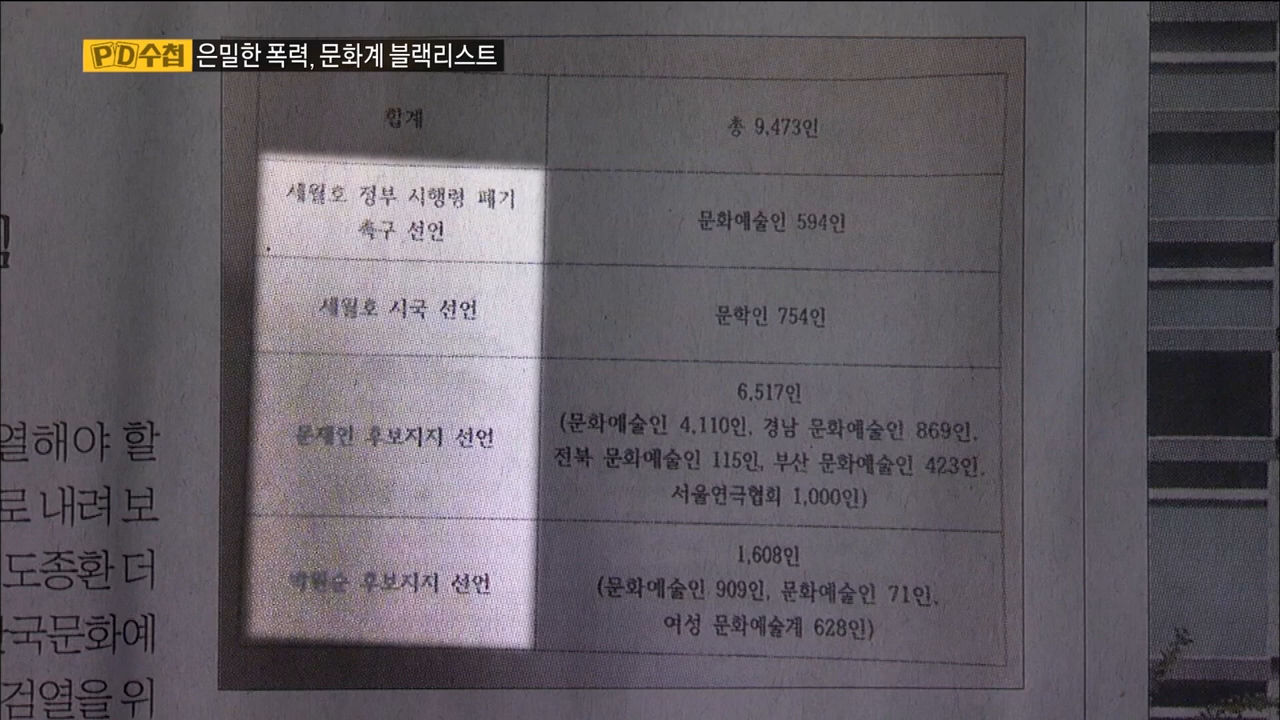 PD수첩 은밀한 폭력, 문화계 블랙리스트
합계
총 9,473인
세월호 정부 시행령 폐기
촉구 선언
문화예술인 594인
세월호 시국 선언
문학인 754인
문재인 후보지지 선언
6,517인
(문화예술인 4,110인, 경남 문화예술인 869인,
전북 문화예술인 115인, 부산 문화예술인 423인,
서울연극협회 1,000인)
박원순 후보지지 선언
1,608인
(문화예술인 909인, 문화예술인 71인,
여성 문화예술계 628인)
열해야 할
로 내려 보
도종환 더
국문화예
검열을 위